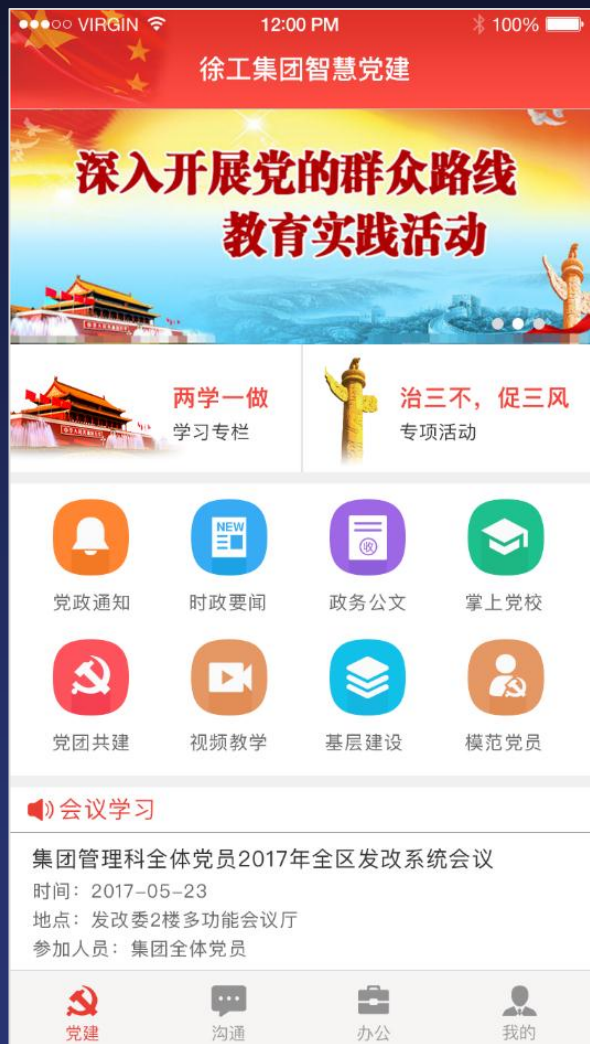 VIRGIN 12:00 PM 100%
徐工集团智慧党建
深入开展党的群众路线
教育实践活动
两学一做
学习专栏
治三不，促三风
专项活动
NEW
收
党政通知 时政要闻 政务公文 掌上党校
党团共建 视频教学 基层建设 模范党员
会议学习
集团管理科全体党员2017年全区发改系统会议
时间：2017-05-23
地点：发改委2楼多功能会议厅
参加人员：集团全体党员
党建 沟通 办公 我的